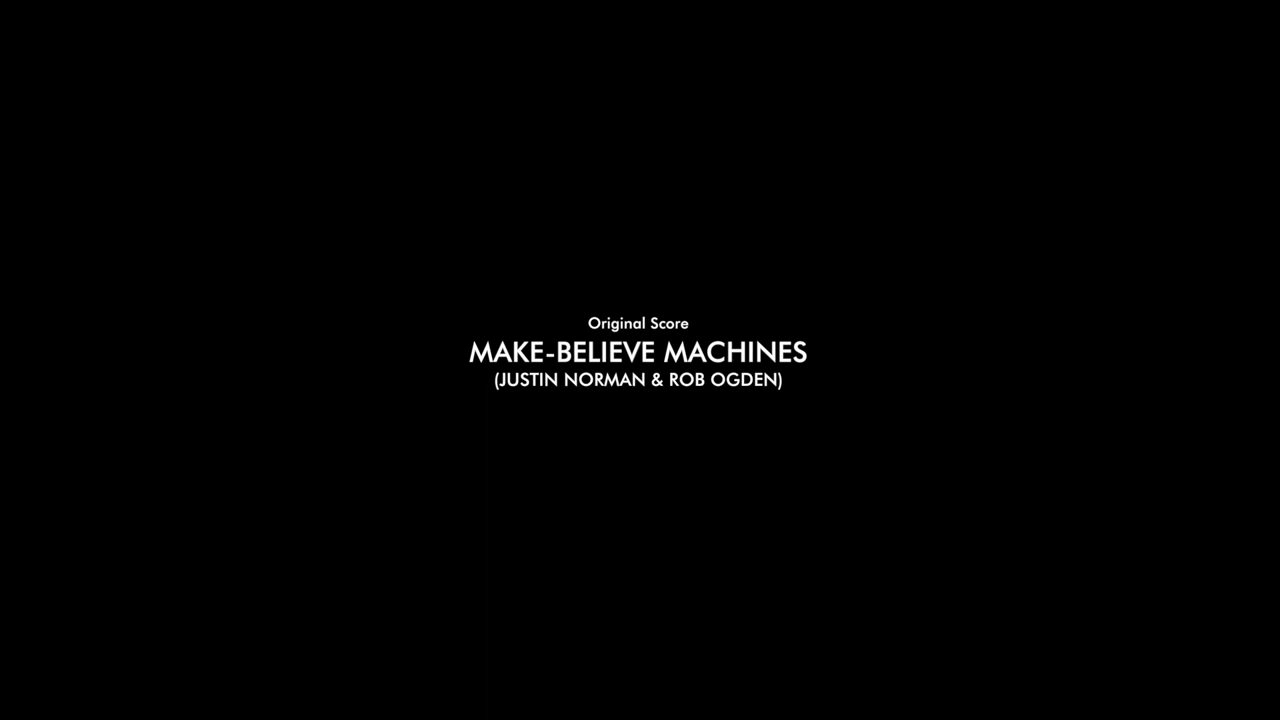 Original Score
MAKE-BELIEVE MACHINES
(JUSTIN NORMAN & ROB OGDEN)